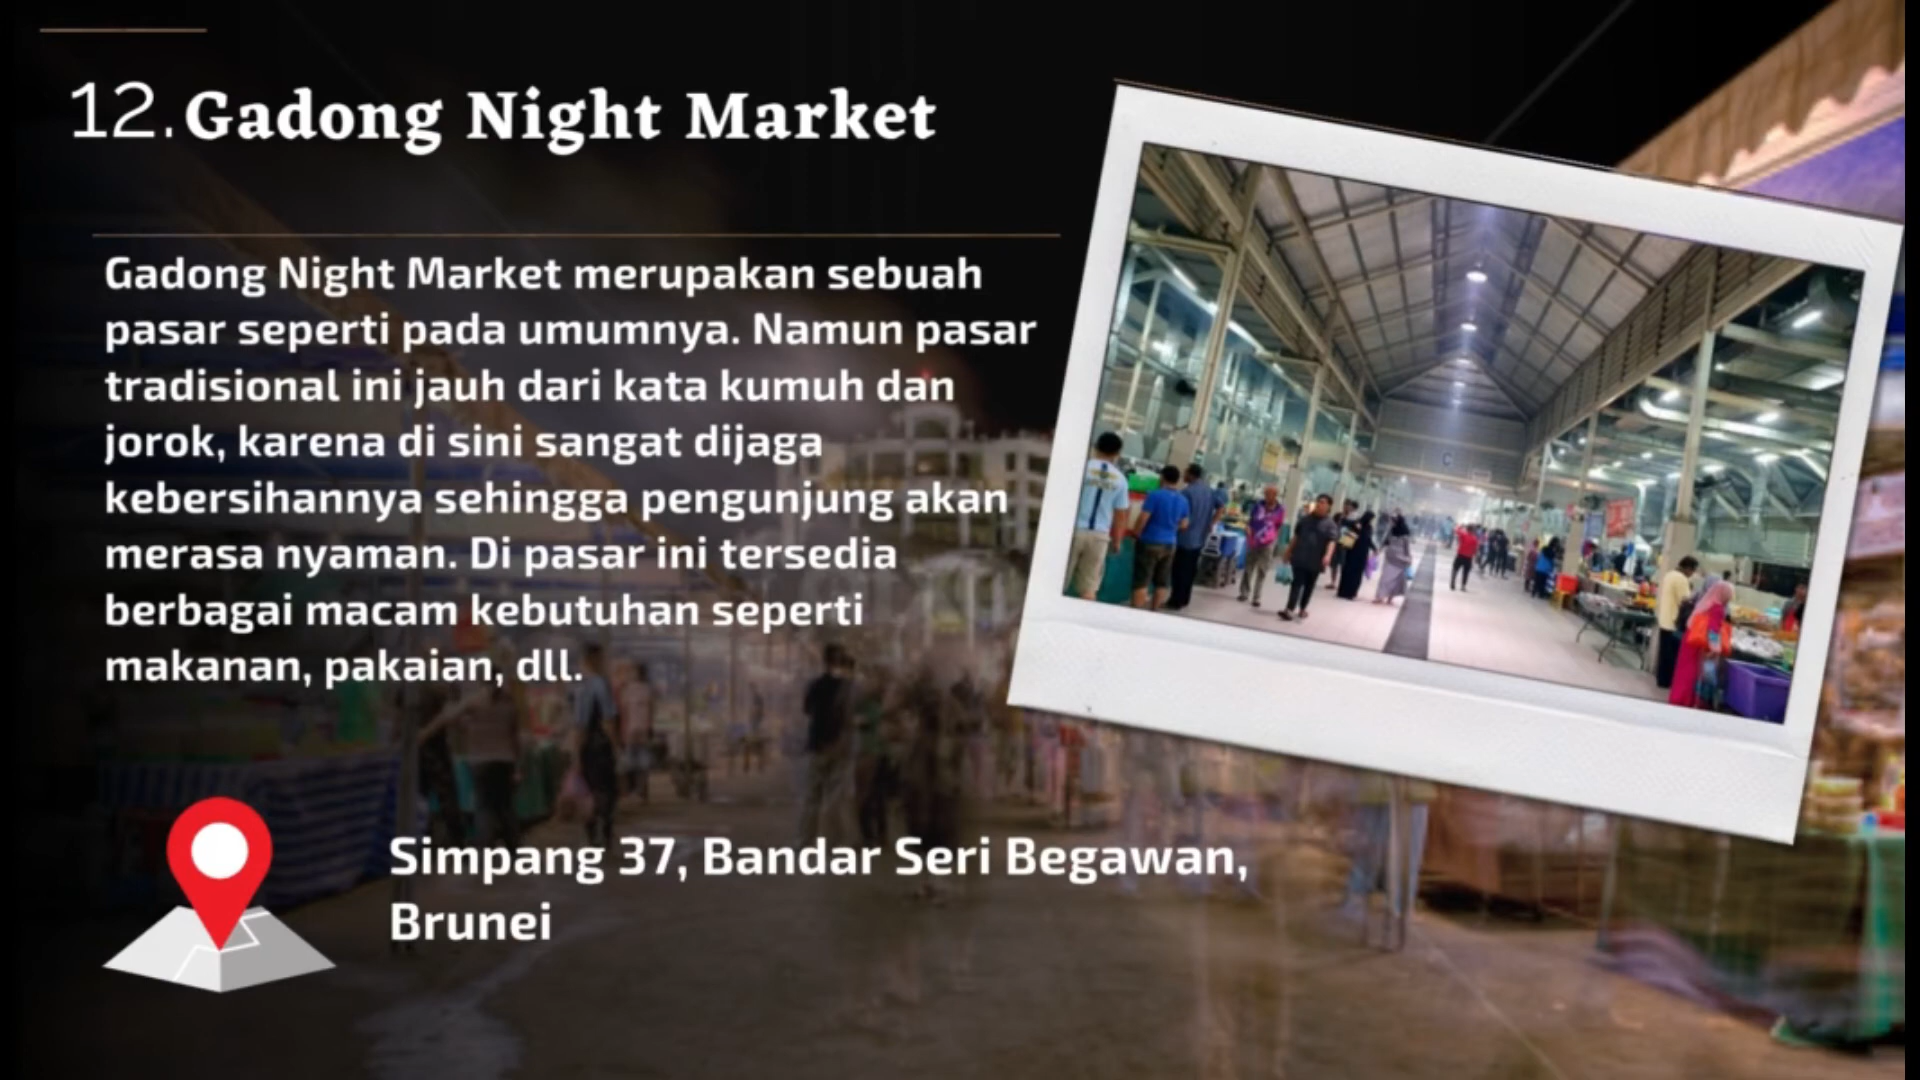 12. Gadong Night Market
Gadong Night Market merupakan sebuah
pasar seperti pada umumnya. Namun pasar
tradisional ini jauh dari kata kumuh dan
jorok, karena di sini sangat dijaga
kebersihannya sehingga pengunjung akan
merasa nyaman. Di pasar ini tersedia
berbagai macam kebutuhan seperti
makanan, pakaian, dll.
Simpang 37, Bandar Seri Begawan,
Brunei